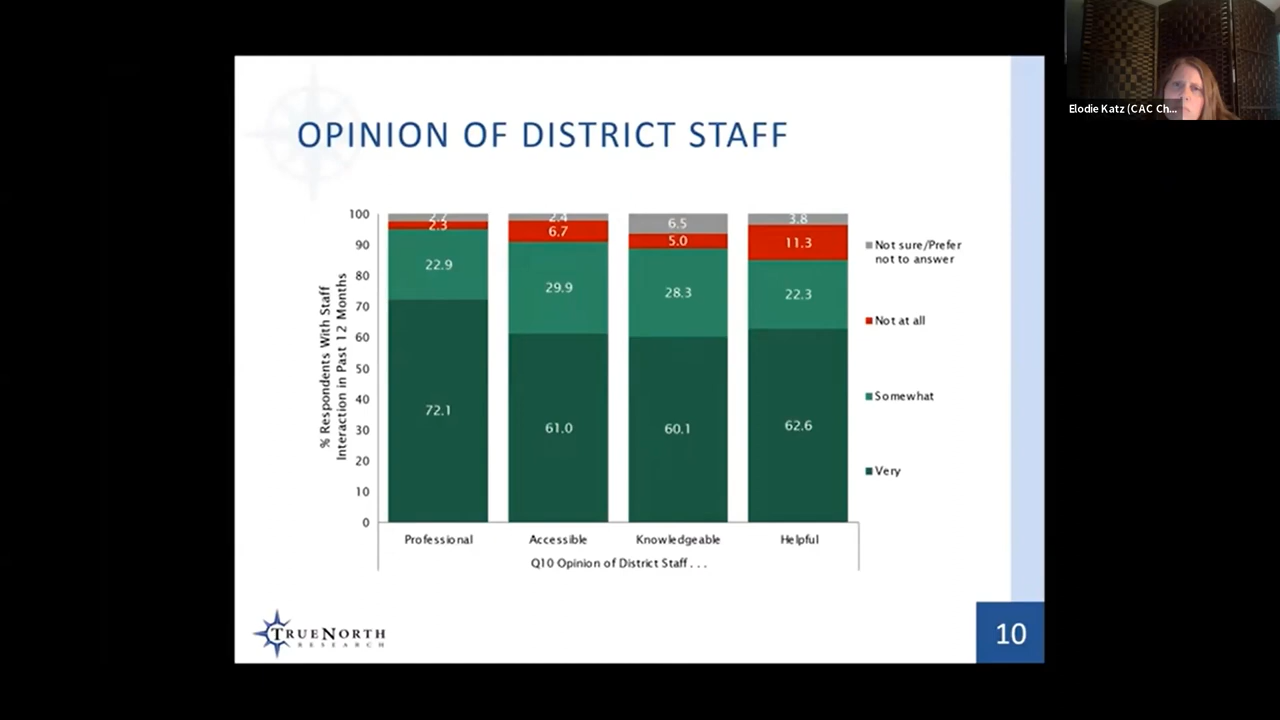 Elodie Katz (CAC Ch...
OPINION OF DISTRICT STAFF
% Respondents With Staff
Interaction in Past 12 Months
100
90
80
70
60
50
40
30
20
10
0
2.2
2.3
22.9
72.1
2.4
6.7
29.9
61.0
6.5
5.0
28.3
60.1
3.8
11.3
22.3
62.6
Not sure/Prefer
not to answer
Not at all
Somewhat
Very
Professional Accessible Knowledgeable Helpful
Q10 Opinion of District Staff . . .
TRUENORTH
RESEARCH
10